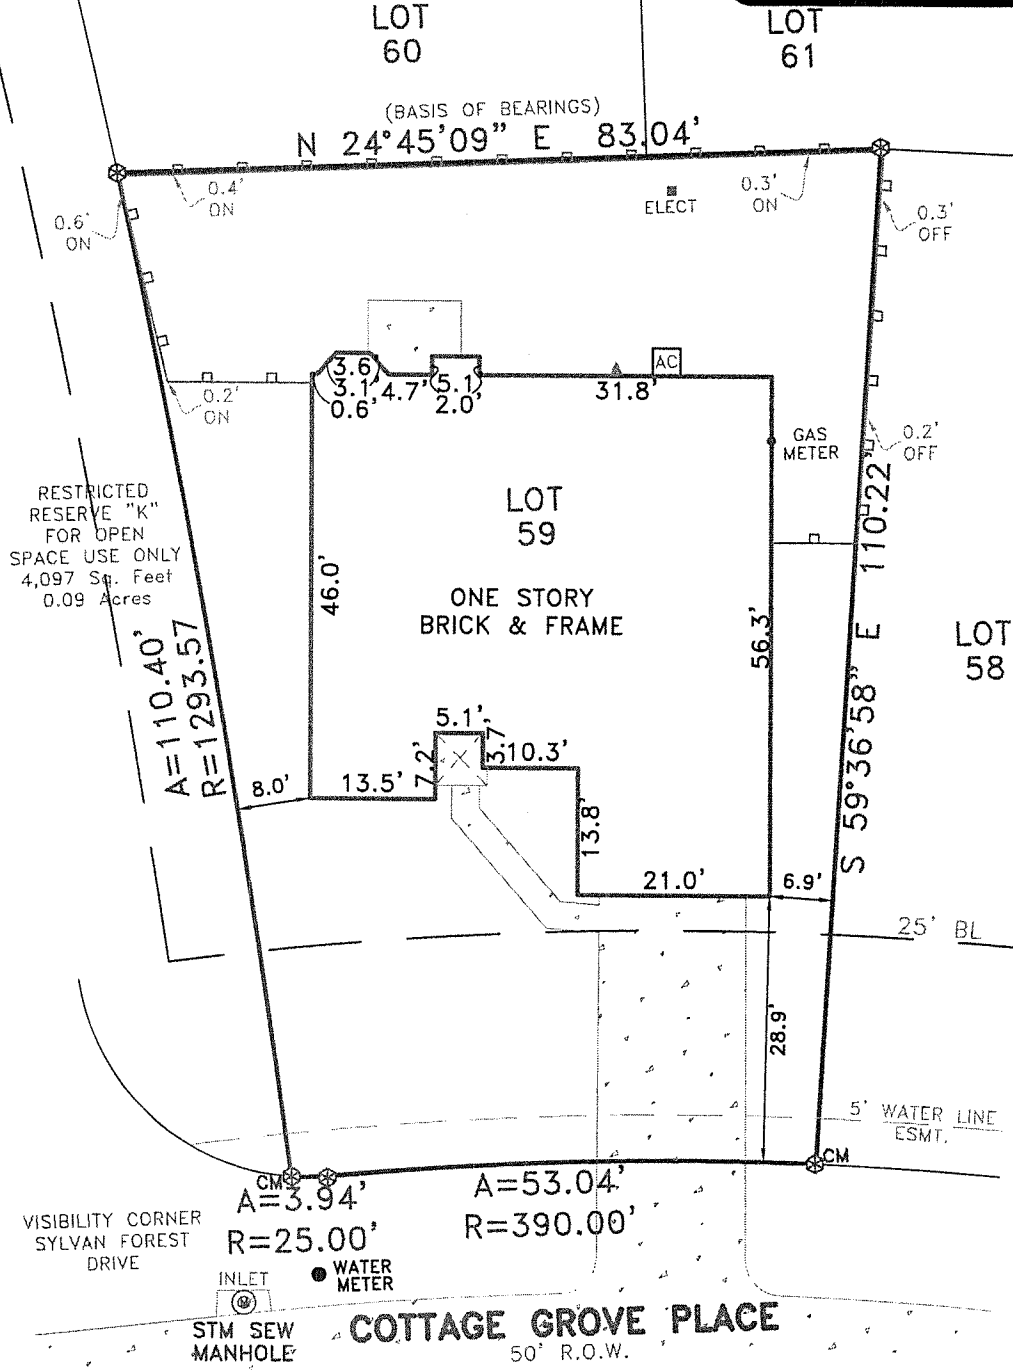 LOT
60
LOT
61
(BASIS OF BEARINGS)
N 24°45'09" E 83.04'
0.4'
ON
0.6'
ON
ELECT
0.3'
ON
0.3'
OFF
0.2'
ON
3.6'
3.1'
0.6'
4.7'
5.1'
2.0'
31.8'
AC
GAS
METER
0.2'
OFF
RESTRICTED
RESERVE "K"
FOR OPEN
SPACE USE ONLY
4,097 Sq. Feet
0.09 Acres
LOT
59
ONE STORY
BRICK & FRAME
46.0'
56.3'
S 59°36'58" E 110.22'
LOT
58
A=110.40'
R=1293.57
8.0'
13.5'
7.2'
5.1'
3.7'
10.3'
13.8'
21.0'
6.9'
25' BL
28.9'
5' WATER LINE
ESMT.
CM
CM
A=3.94'
R=25.00'
A=53.04'
R=390.00'
VISIBILITY CORNER
SYLVAN FOREST
DRIVE
WATER
METER
INLET
STM SEW
MANHOLE
COTTAGE GROVE PLACE
50' R.O.W.